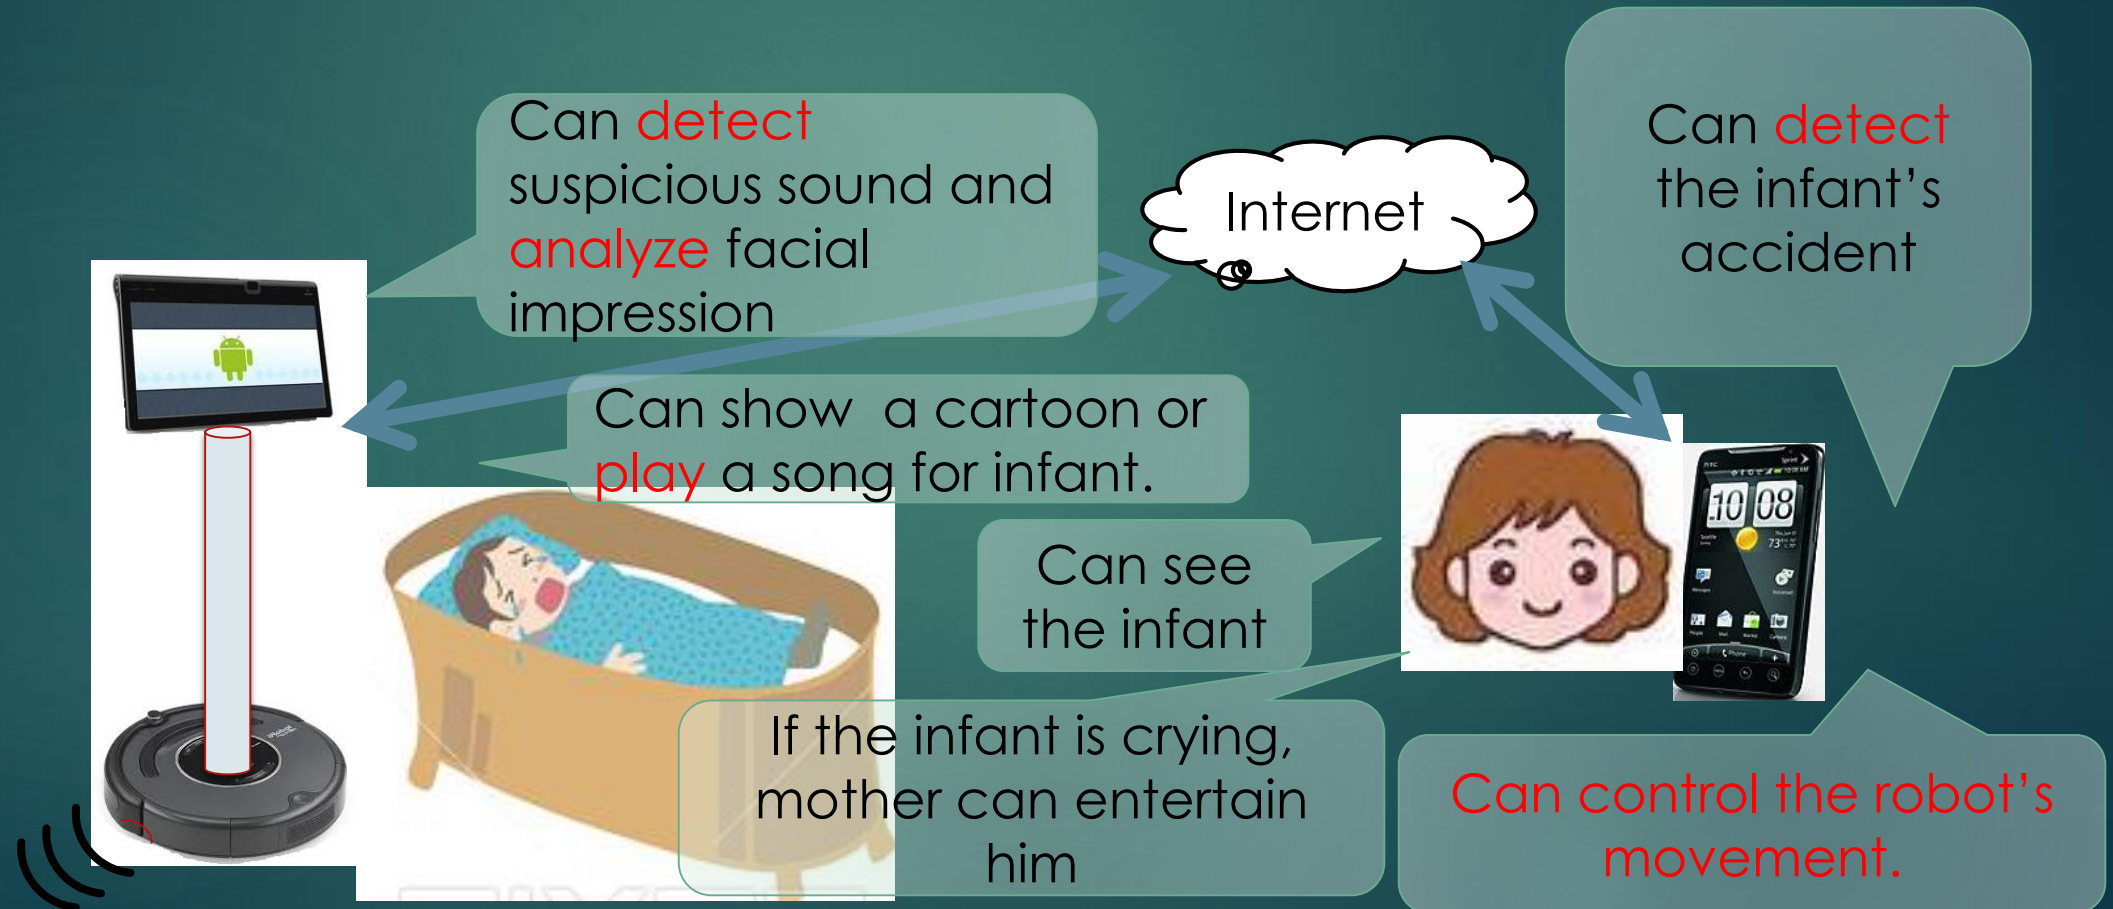 Can detect
suspicious sound and
analyze facial
impression
Internet
Can detect
the infant's
accident
Can show a cartoon or
play a song for infant.
Can see
the infant
If the infant is crying,
mother can entertain
him
Can control the robot's
movement.
10 08
73°
Phone